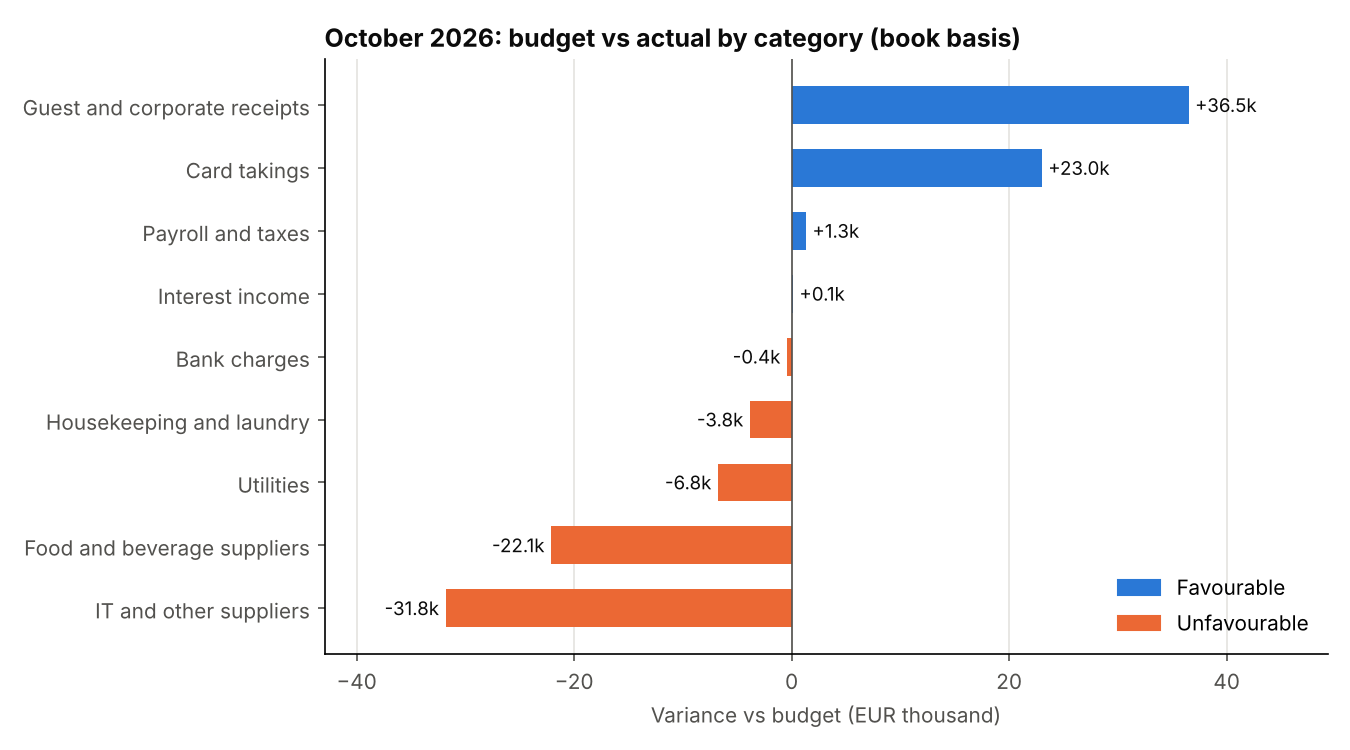 October 2026: budget vs actual by category (book basis)
Guest and corporate receipts
+36.5k
Card takings
+23.0k
Payroll and taxes
+1.3k
Interest income
+0.1k
Bank charges
-0.4k
Housekeeping and laundry
-3.8k
Utilities
-6.8k
Food and beverage suppliers
-22.1k
IT and other suppliers
-31.8k
Favourable
Unfavourable
−40
−20
0
20
40
Variance vs budget (EUR thousand)